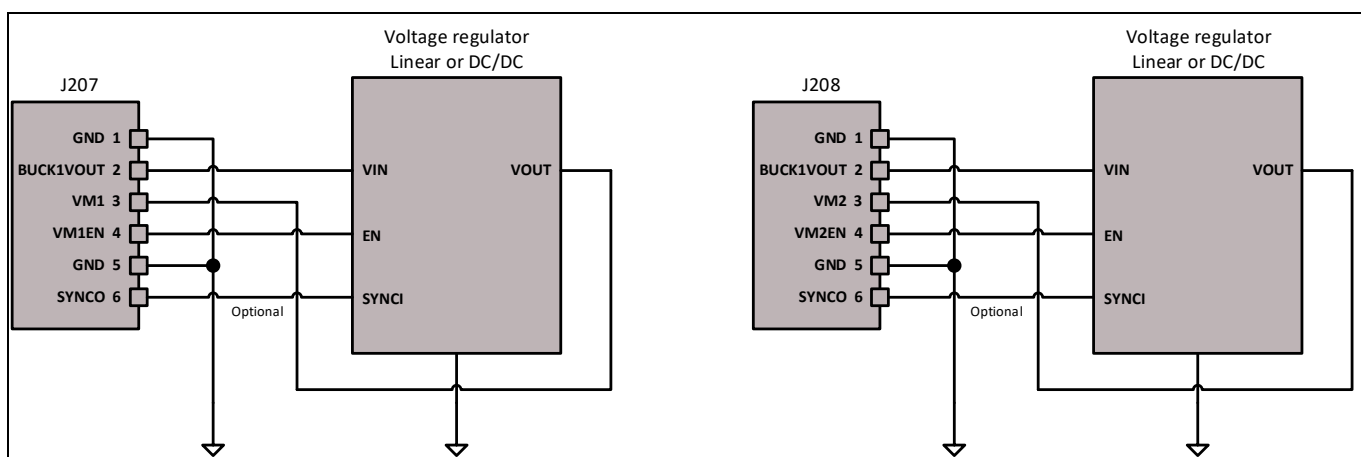 Voltage regulator
Linear or DC/DC
J207
GND 1
BUCK1VOUT 2
VM1 3
VM1EN 4
GND 5
SYNCO 6
Optional
VIN
EN
SYNCI
VOUT
Voltage regulator
Linear or DC/DC
J208
GND 1
BUCK1VOUT 2
VM2 3
VM2EN 4
GND 5
SYNCO 6
Optional
VIN
EN
SYNCI
VOUT